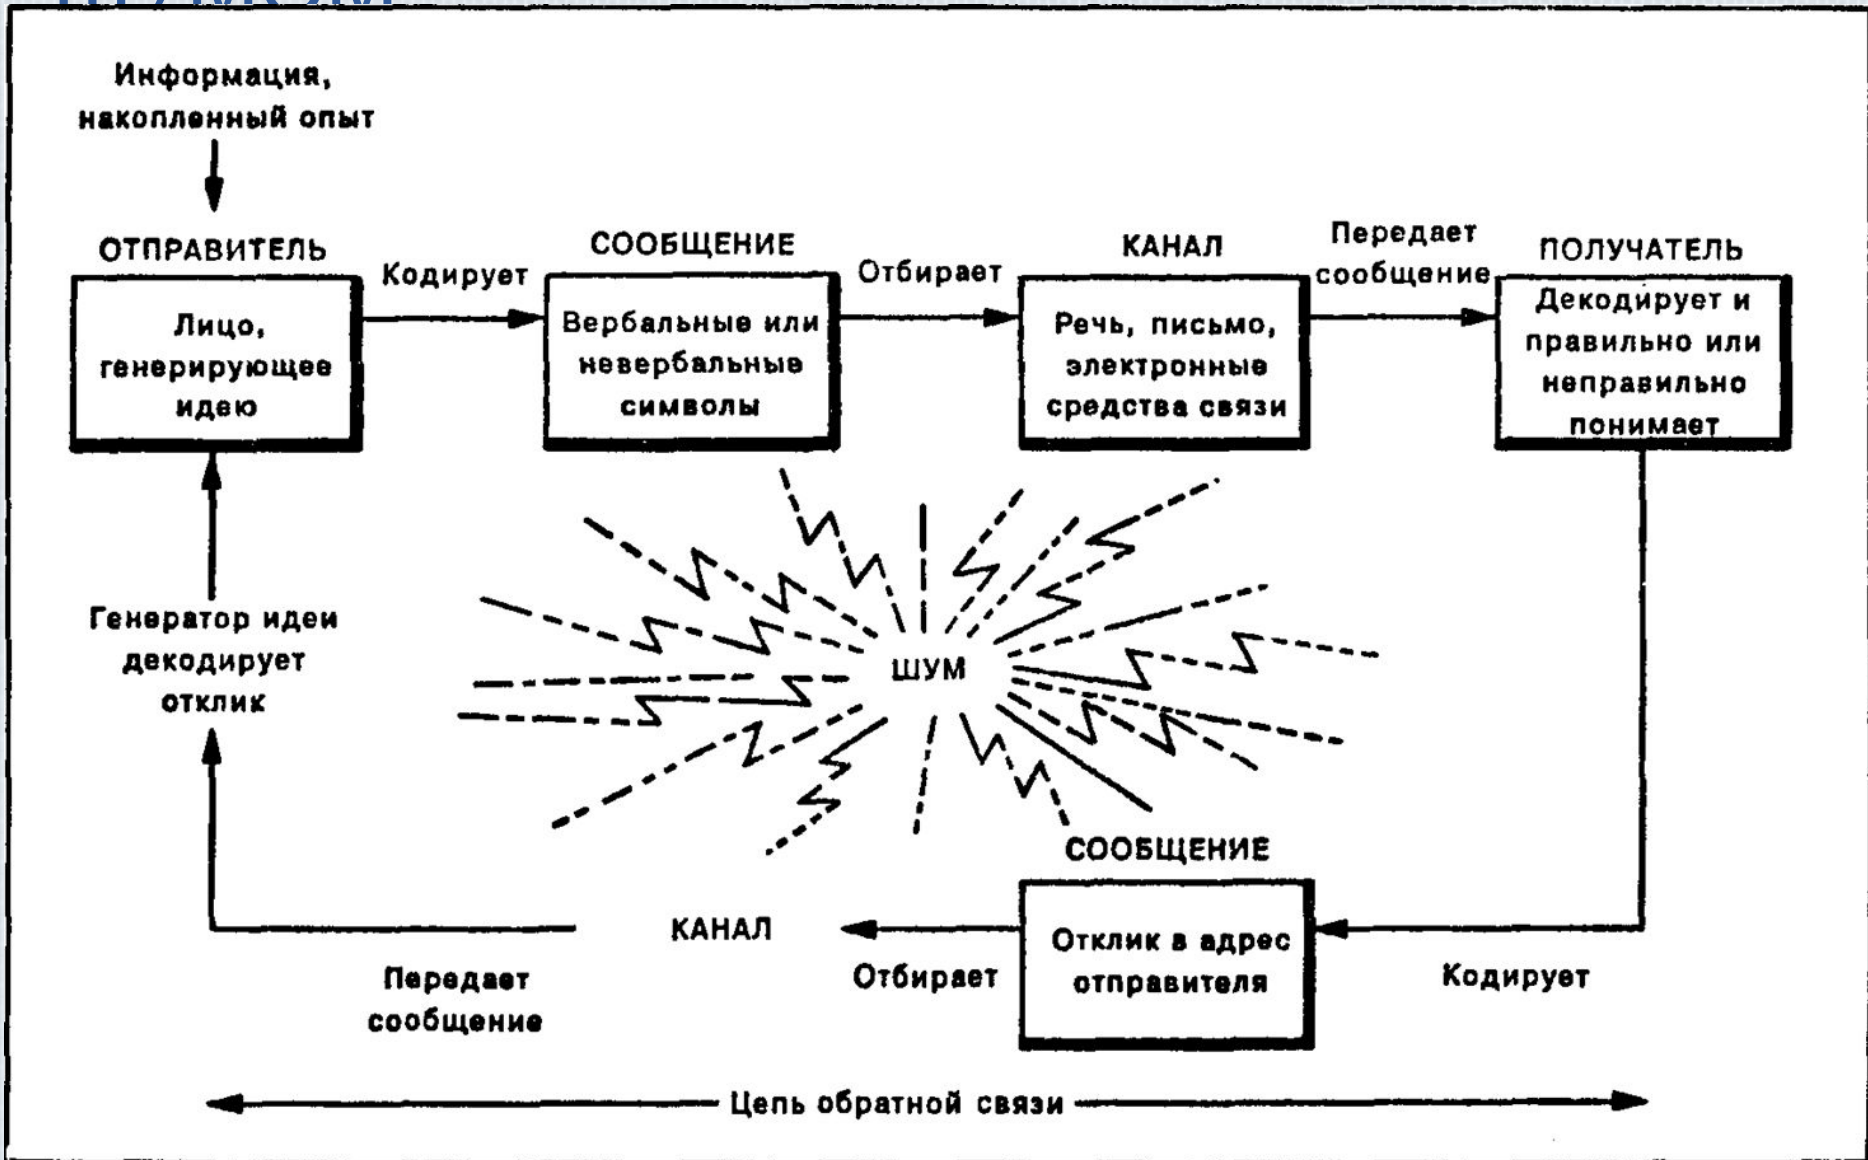 Информация,
накопленный опыт
ОТПРАВИТЕЛЬ
Лицо,
генерирующее
идею
Кодирует
СООБЩЕНИЕ
Вербальные или
невербальные
символы
Отбирает
КАНАЛ
Речь, письмо,
электронные
средства связи
Передает
сообщение
ПОЛУЧАТЕЛЬ
Декодирует и
правильно или
неправильно
понимает
Генератор идеи
декодирует
отклик
ШУМ
СООБЩЕНИЕ
Отклик в адрес
отправителя
Кодирует
Отбирает
КАНАЛ
Передает
сообщение
Цепь обратной связи